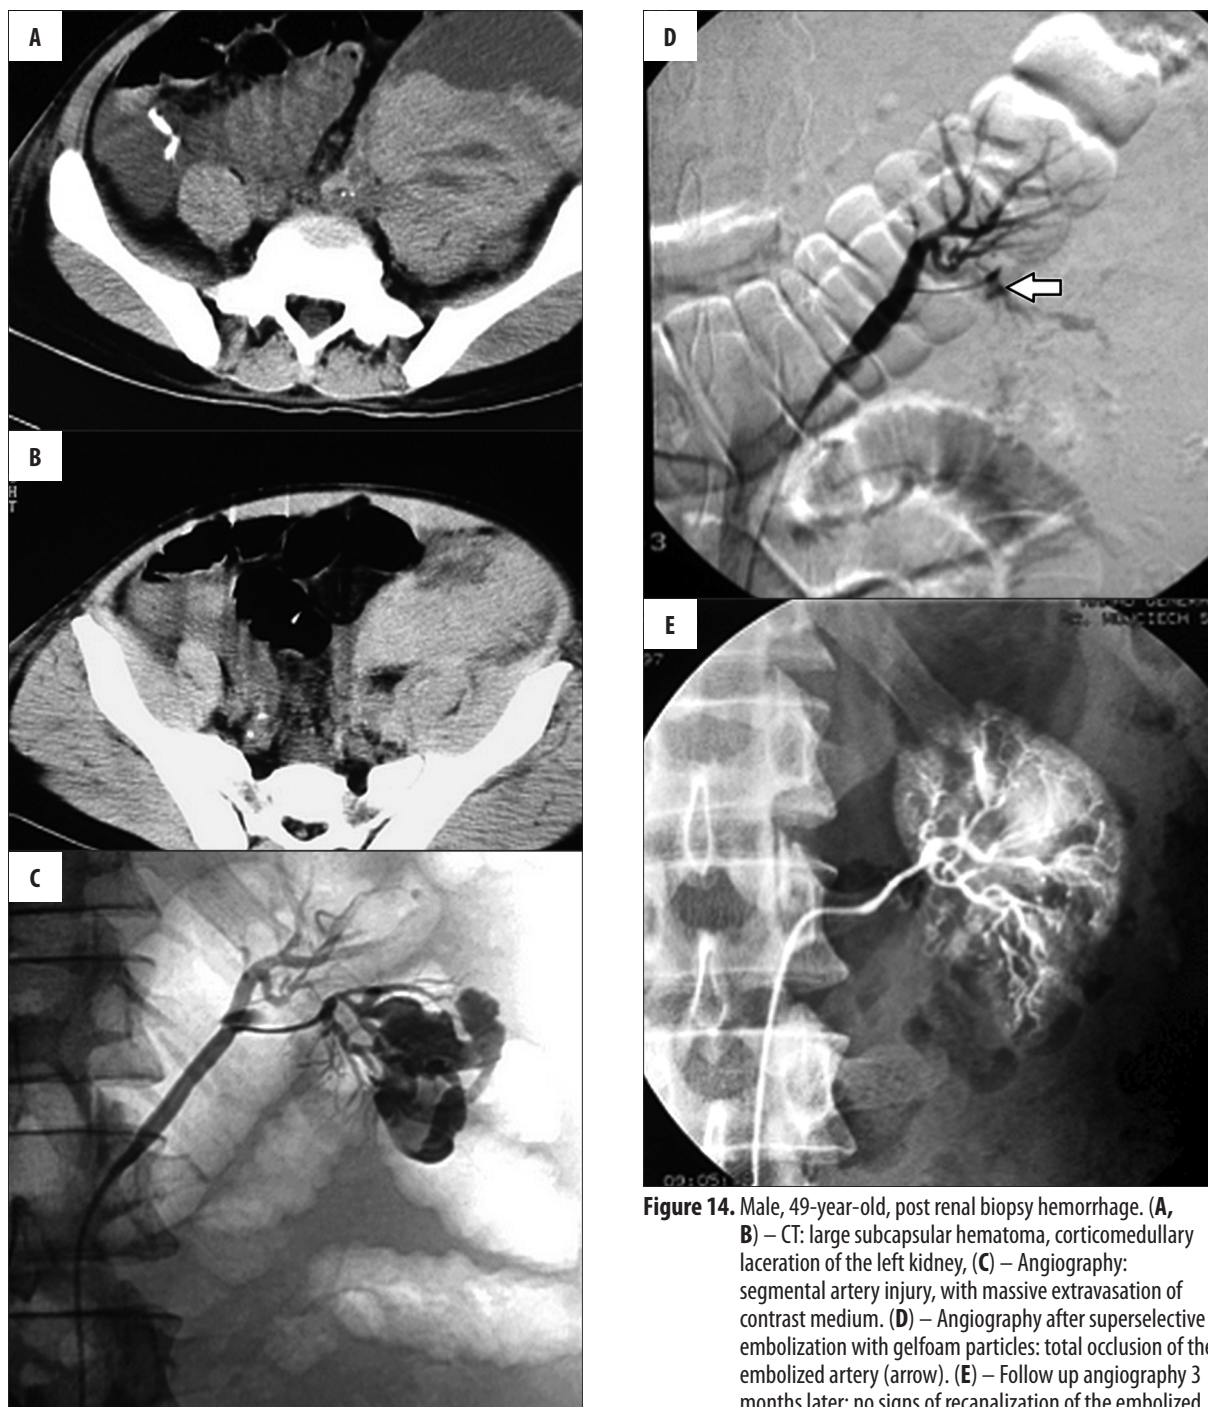 A
B
H
T
C
D
3
E
97
09:05:
Figure 14. Male, 49-year-old, post renal biopsy hemorrhage. (A,
B) – CT: large subcapsular hematoma, corticomedullary
laceration of the left kidney, (C) – Angiography:
segmental artery injury, with massive extravasation of
contrast medium. (D) – Angiography after superselective
embolization with gelfoam particles: total occlusion of the
embolized artery (arrow). (E) – Follow up angiography 3
months later: no signs of recanalization of the embolized